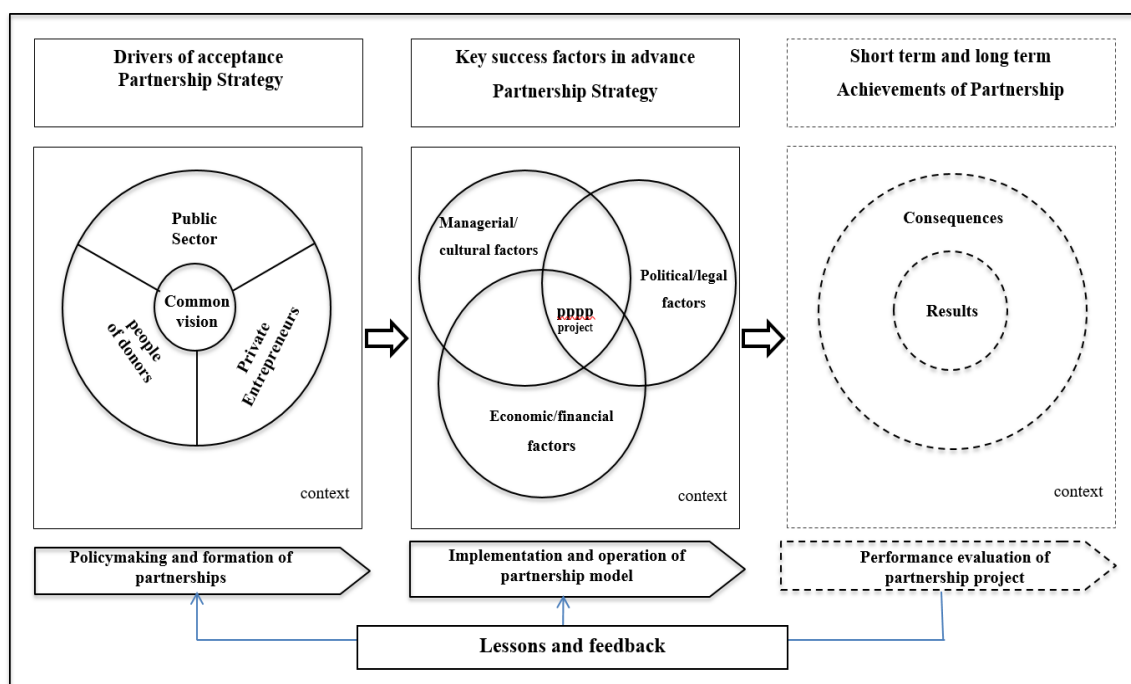 Drivers of acceptance
Partnership Strategy
Key success factors in advance
Partnership Strategy
Short term and long term
Achievements of Partnership
Public
Sector
Common
vision
people
of donors
Private
Entrepreneurs
context
Managerial/
cultural factors
Political/legal
factors
pppp
project
Economic/financial
factors
context
Consequences
Results
context
Policymaking and formation of
partnerships
Implementation and operation of
partnership model
Performance evaluation of
partnership project
Lessons and feedback